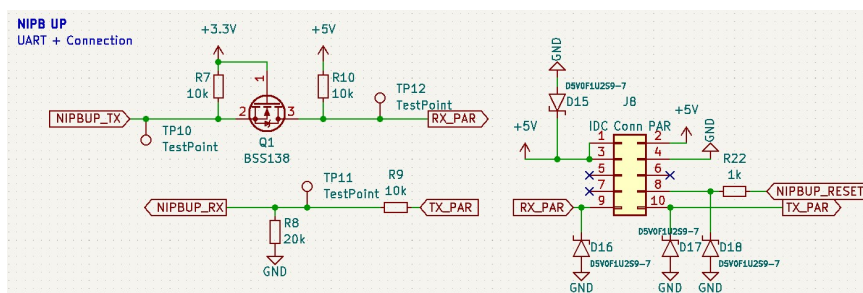 NIPB UP
UART + Connection
+3.3V
+5V
R7
10k
1
R10
10k
TP12
TestPoint
NIPBUP_TX
2
3
RX_PAR
TP10
TestPoint
Q1
BSS138
TP11
TestPoint
R9
10k
NIPBUP_RX
TX_PAR
R8
20k
GND
GND
D5V0F1U2S9-7
D15
J8
+5V
IDC Conn PAR
+5V
GND
1
2
3
4
5
6
R22
1k
7
8
NIPBUP_RESET
RX_PAR
9
10
TX_PAR
D5V0F1U2S9-7
D16
D17
D18
D5V0F1U2S9-7
D5V0F1U2S9-7
GND
GND
GND